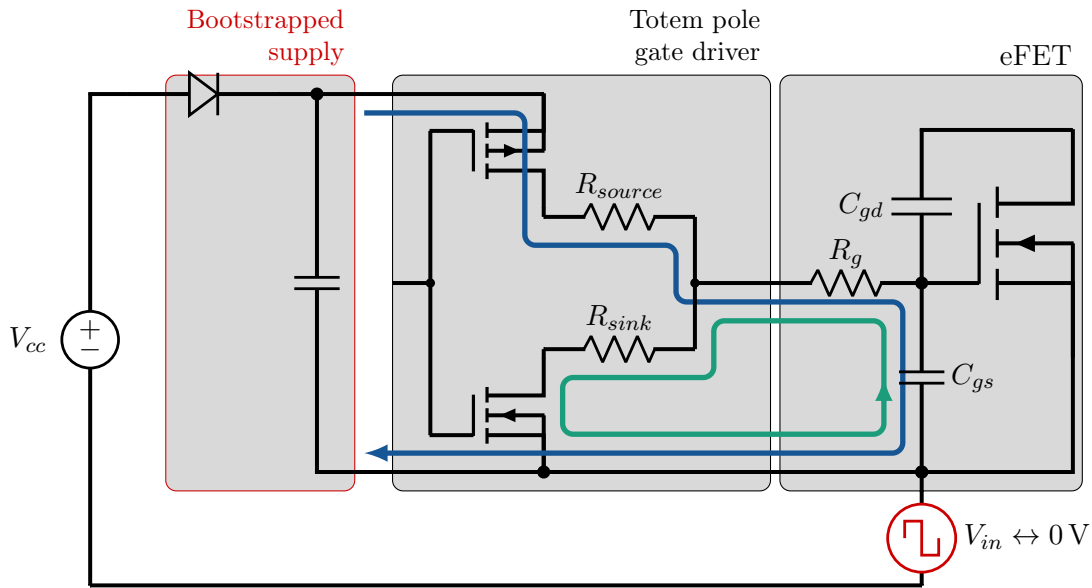 Bootstrapped
supply
Totem pole
gate driver
eFET
R_source
C_gd
R_g
R_sink
V_cc
+
−
C_gs
V_in ↔ 0 V